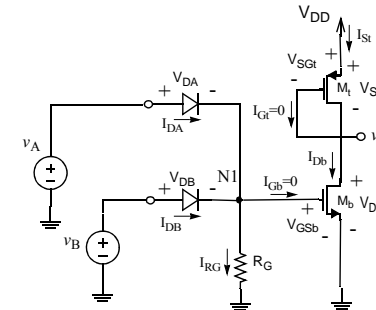 VDD
ISt
VSGt + +
- Mt VS
VDA
+ -
IDA
IGt=0
-
v
vA
+
-
IDb
VDB
+ -
N1
IGb=0
+
Mb VD
IDB
+
VGSb
- -
vB
+
-
IRG
RG